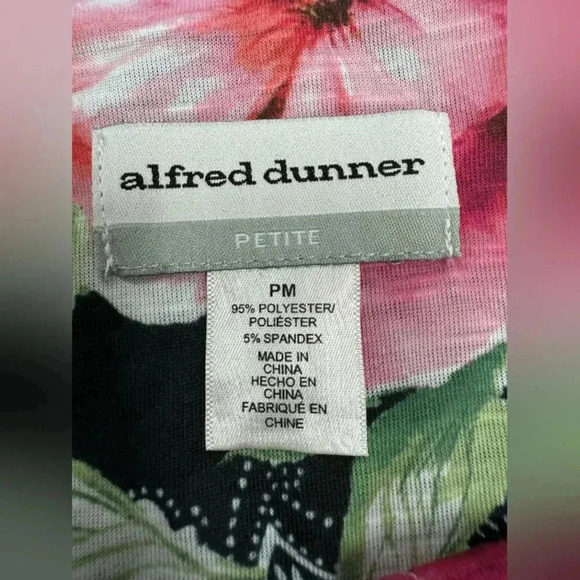 alfred dunner
PETITE
PM
95% POLYESTER/
POLIÉSTER
5% SPANDEX
MADE IN
CHINA
HECHO EN
CHINA
FABRIQUÉ EN
CHINE